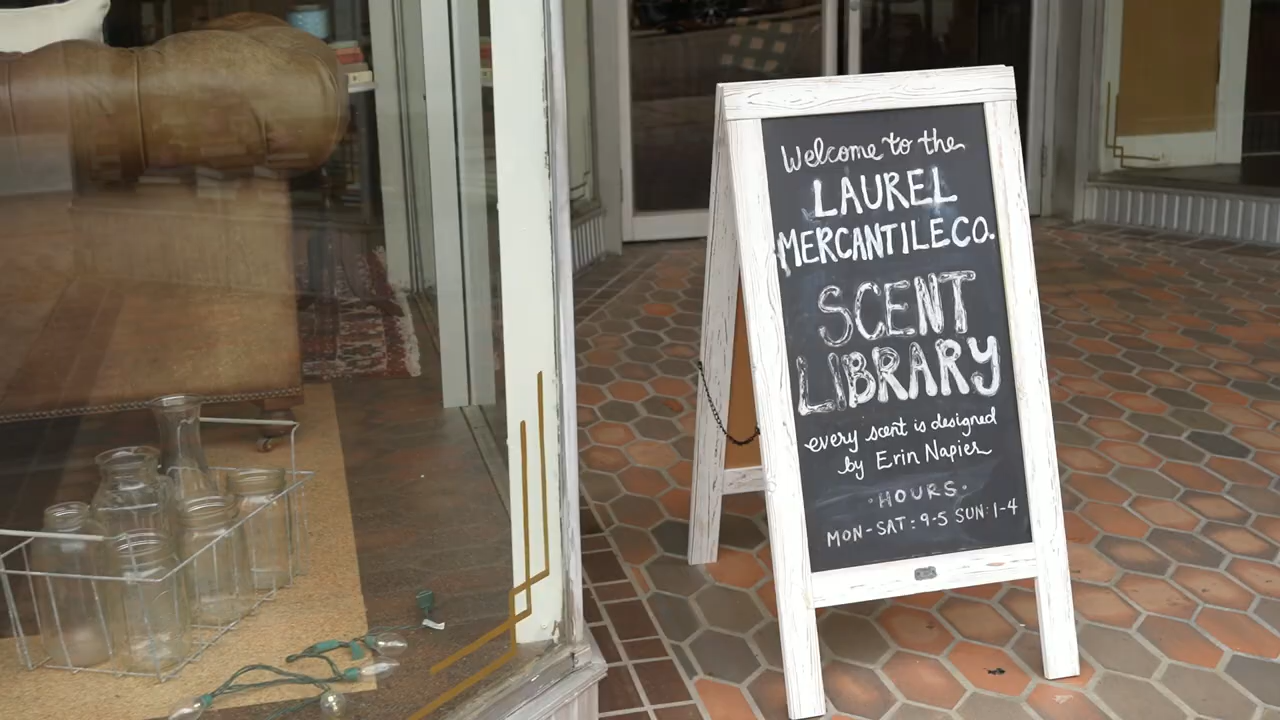 Welcome to the
LAUREL
MERCANTILE CO.
SCENT
LIBRARY
every scent is designed
by Erin Napier
·HOURS·
MON-SAT: 9-5 SUN: 1-4